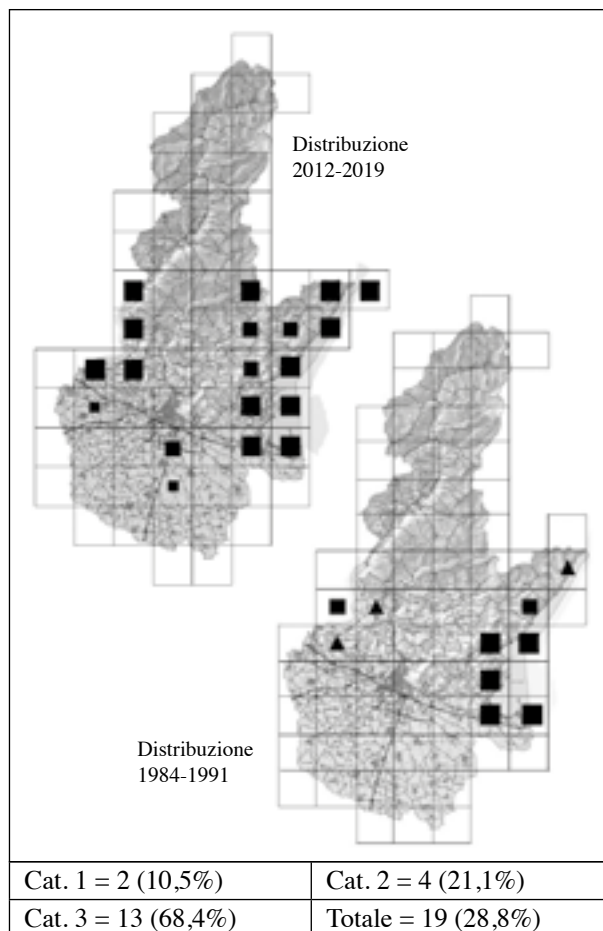 Distribuzione
2012-2019
Distribuzione
1984-1991
Cat. 1 = 2 (10,5%)
Cat. 2 = 4 (21,1%)
Cat. 3 = 13 (68,4%)
Totale = 19 (28,8%)